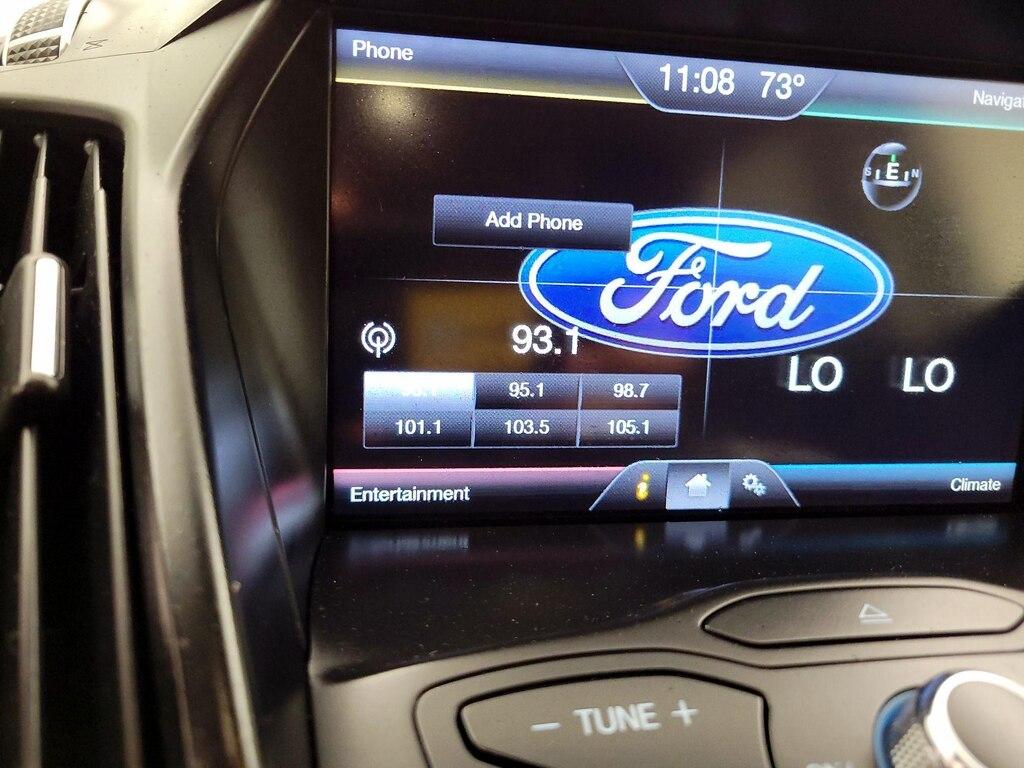 Phone
11:08 73°
Navigat
S E N
Add Phone
Ford
93.1
LO LO
95.1 98.7
101.1 103.5 105.1
Entertainment
i
Climate
– TUNE +